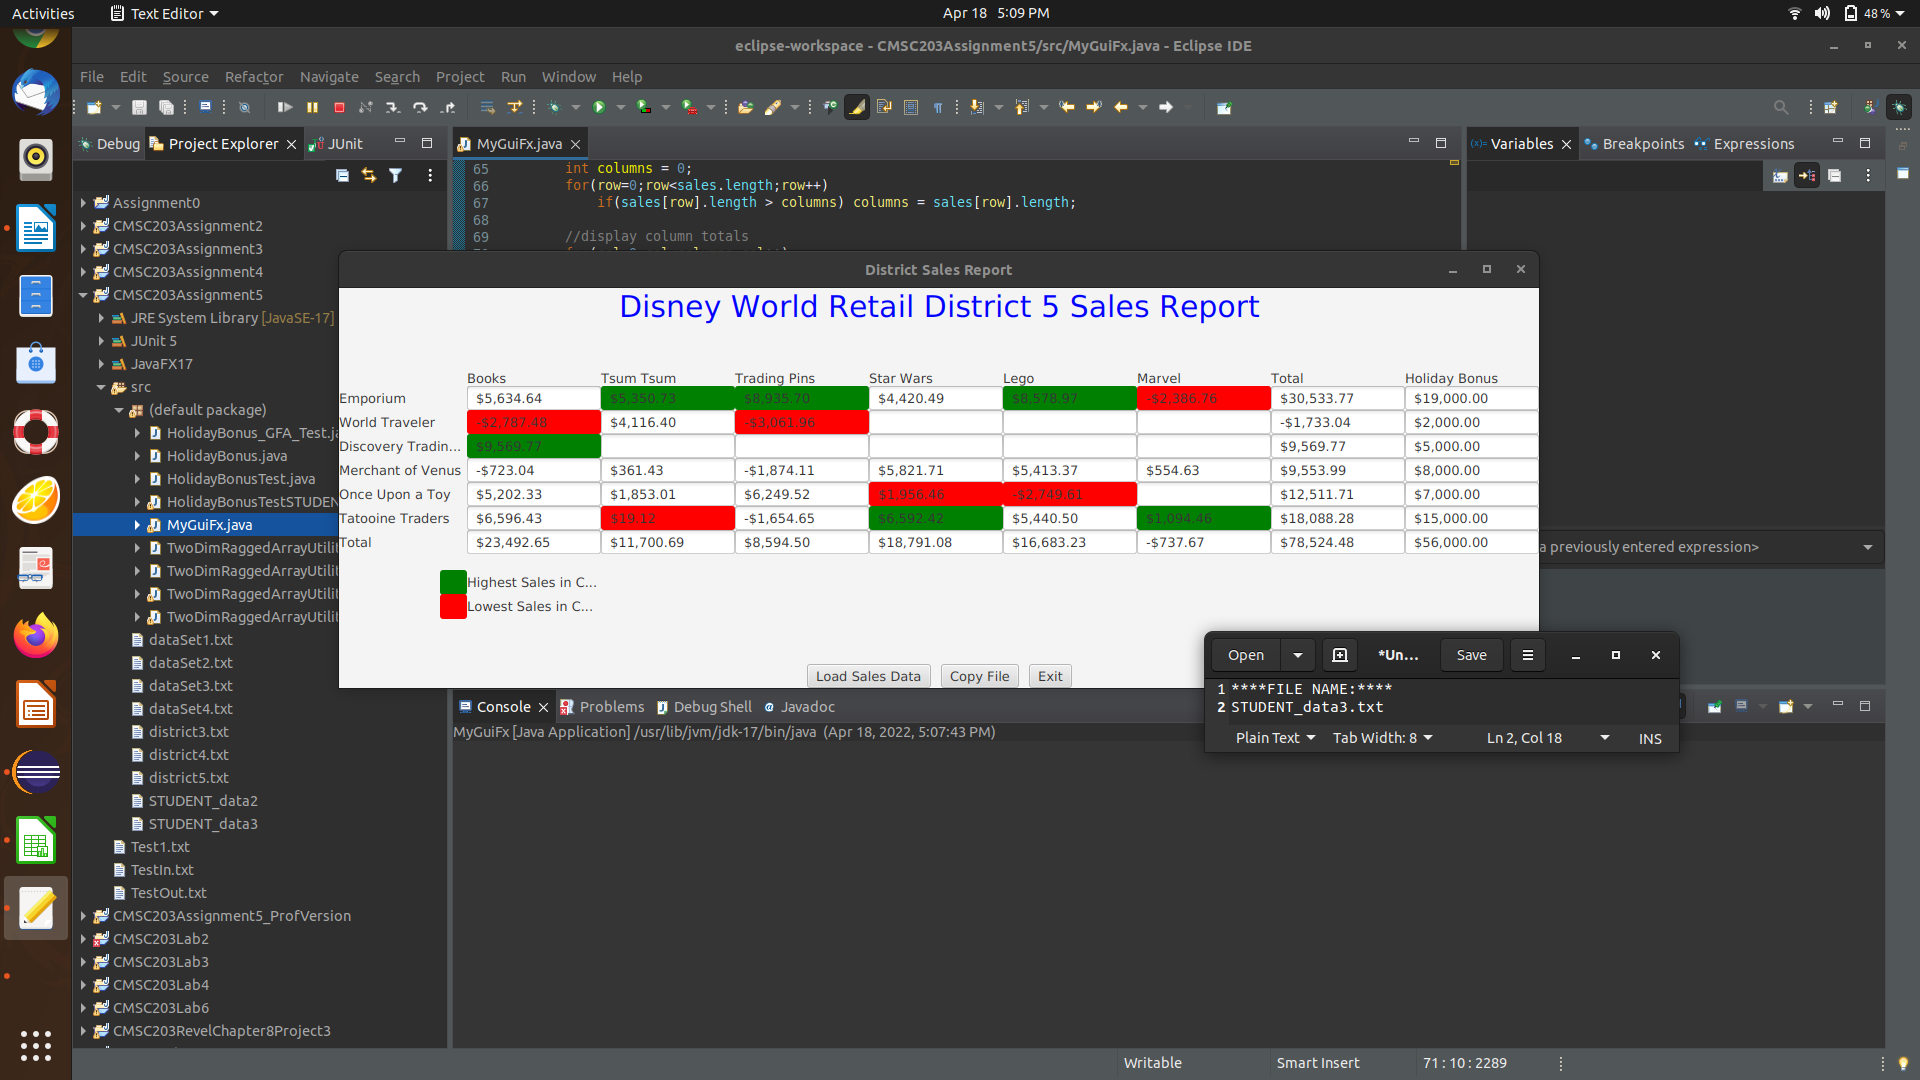 Activities Text Editor Apr 18 5:09 PM 48 %
eclipse-workspace - CMSC203Assignment5/src/MyGuiFx.java - Eclipse IDE
File Edit Source Refactor Navigate Search Project Run Window Help
Debug Project Explorer JUnit
Assignment0
CMSC203Assignment2
CMSC203Assignment3
CMSC203Assignment4
CMSC203Assignment5
JRE System Library [JavaSE-17]
JUnit 5
JavaFX17
src
(default package)
HolidayBonus_GFA_Test.ja
HolidayBonus.java
HolidayBonusTest.java
HolidayBonusTestSTUDEN
MyGuiFx.java
TwoDimRaggedArrayUtili
TwoDimRaggedArrayUtili
TwoDimRaggedArrayUtili
TwoDimRaggedArrayUtili
dataSet1.txt
dataSet2.txt
dataSet3.txt
dataSet4.txt
district3.txt
district4.txt
district5.txt
STUDENT_data2
STUDENT_data3
Test1.txt
TestIn.txt
TestOut.txt
CMSC203Assignment5_ProfVersion
CMSC203Lab2
CMSC203Lab3
CMSC203Lab4
CMSC203Lab6
CMSC203RevelChapter8Project3
MyGuiFx.java
65 int columns = 0;
66 for(row=0;row<sales.length;row++)
67 if(sales[row].length > columns) columns = sales[row].length;
68
69 //display column totals
Variables Breakpoints Expressions
a previously entered expression>
District Sales Report
Disney World Retail District 5 Sales Report
Books Tsum Tsum Trading Pins Star Wars Lego Marvel Total Holiday Bonus
Emporium $5,634.64 $5,350.73 $8,935.70 $4,420.49 $8,578.97 -$2,386.76 $30,533.77 $19,000.00
World Traveler -$2,787.48 $4,116.40 -$3,061.96 -$1,733.04 $2,000.00
Discovery Tradin... $9,569.77 $9,569.77 $5,000.00
Merchant of Venus -$723.04 $361.43 -$1,874.11 $5,821.71 $5,413.37 $554.63 $9,553.99 $8,000.00
Once Upon a Toy $5,202.33 $1,853.01 $6,249.52 $1,956.46 -$2,749.61 $12,511.71 $7,000.00
Tatooine Traders $6,596.43 $19.12 -$1,654.65 $6,592.42 $5,440.50 $1,094.46 $18,088.28 $15,000.00
Total $23,492.65 $11,700.69 $8,594.50 $18,791.08 $16,683.23 -$737.67 $78,524.48 $56,000.00
Highest Sales in C...
Lowest Sales in C...
Load Sales Data Copy File Exit
Open *Un... Save
1 ****FILE NAME:****
2 STUDENT_data3.txt
Plain Text Tab Width: 8 Ln 2, Col 18 INS
Console Problems Debug Shell Javadoc
MyGuiFx [Java Application] /usr/lib/jvm/jdk-17/bin/java (Apr 18, 2022, 5:07:43 PM)
Writable Smart Insert 71 : 10 : 2289